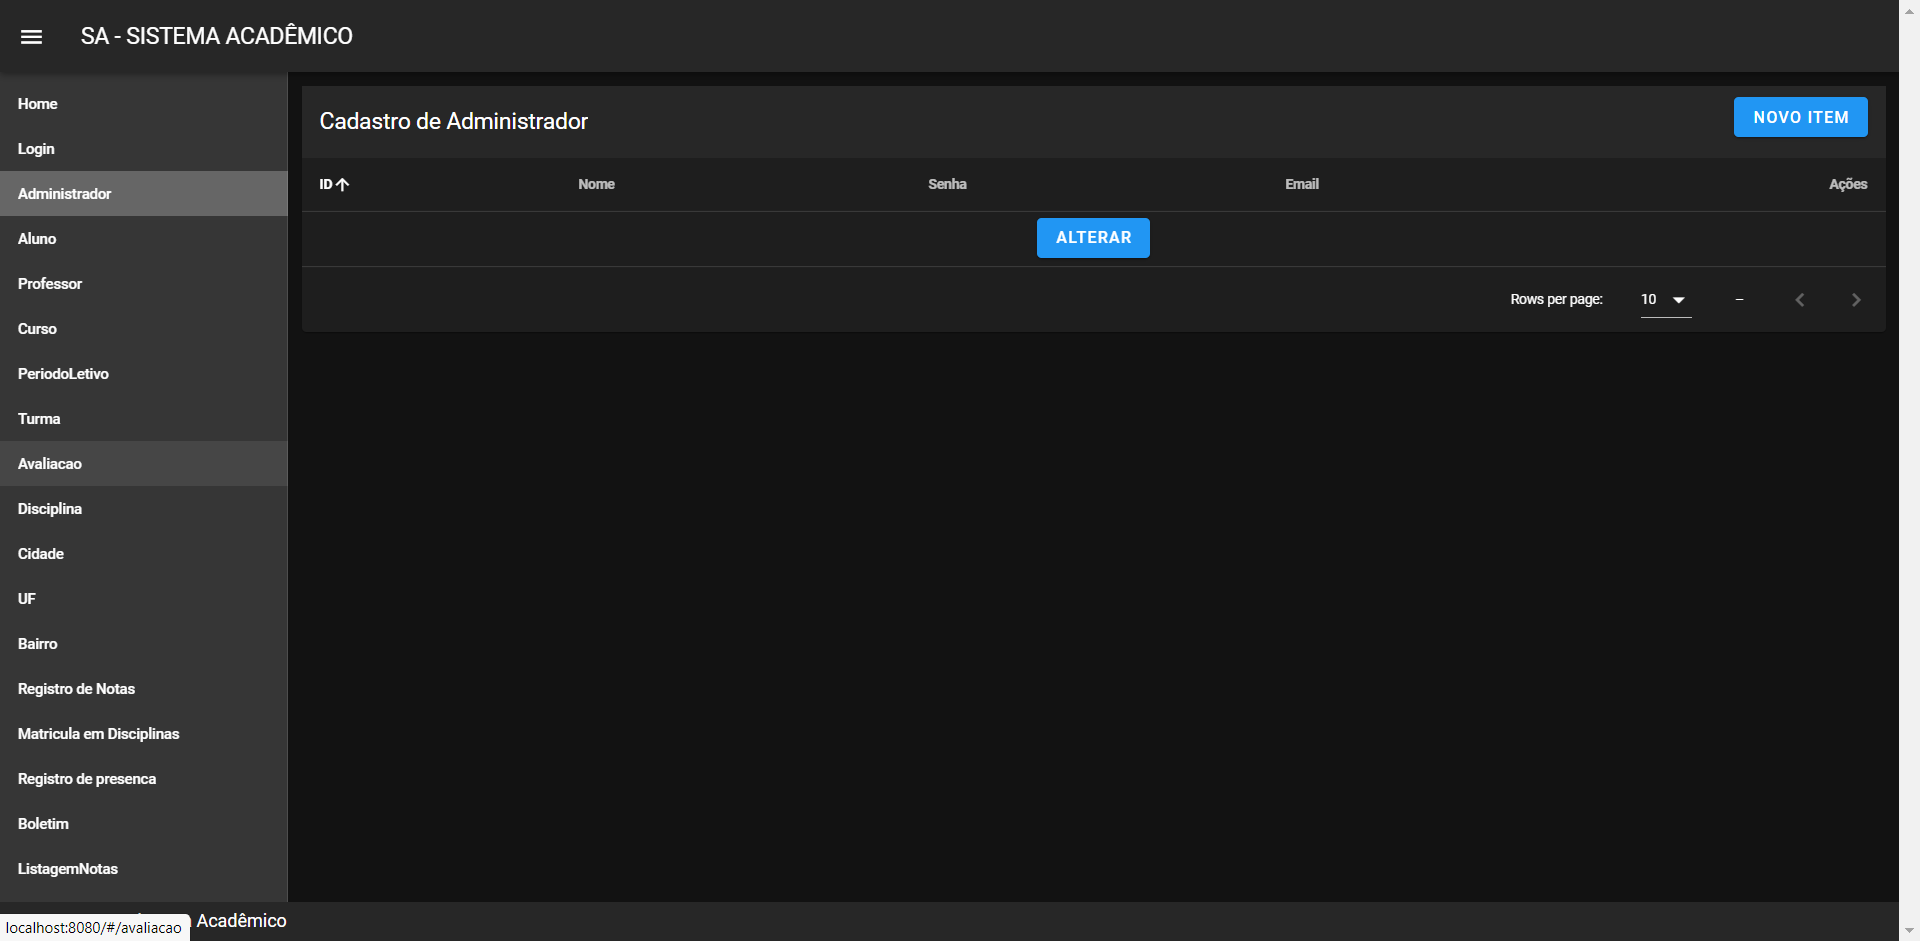 SA - SISTEMA ACADÊMICO
Home
Login
Administrador
Aluno
Professor
Curso
PeriodoLetivo
Turma
Avaliacao
Disciplina
Cidade
UF
Bairro
Registro de Notas
Matricula em Disciplinas
Registro de presenca
Boletim
ListagemNotas
Cadastro de Administrador
NOVO ITEM
ID Nome Senha Email Ações
ALTERAR
Rows per page: 10 –
Acadêmico
localhost:8080/#/avaliacao